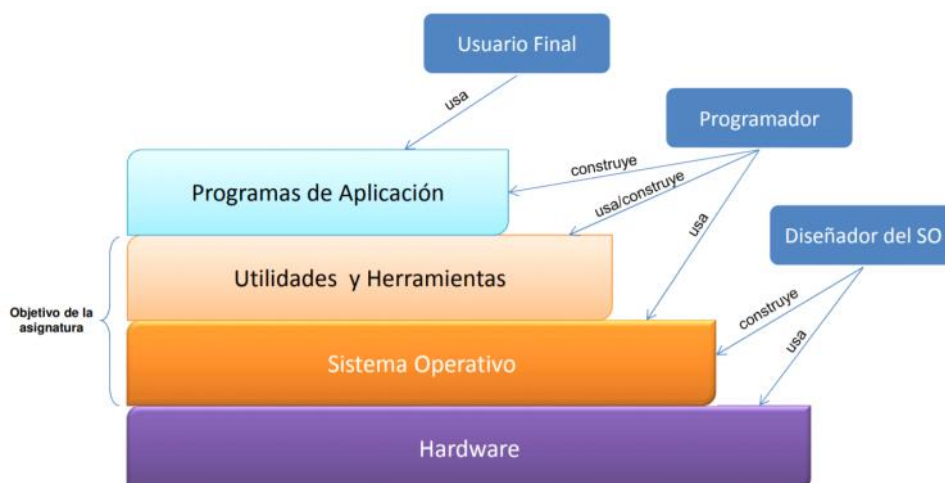 Usuario Final
usa
Programador
construye
Programas de Aplicación
usa/construye
usa
Diseñador del SO
Utilidades y Herramientas
Objetivo de la
asignatura
construye
usa
Sistema Operativo
Hardware